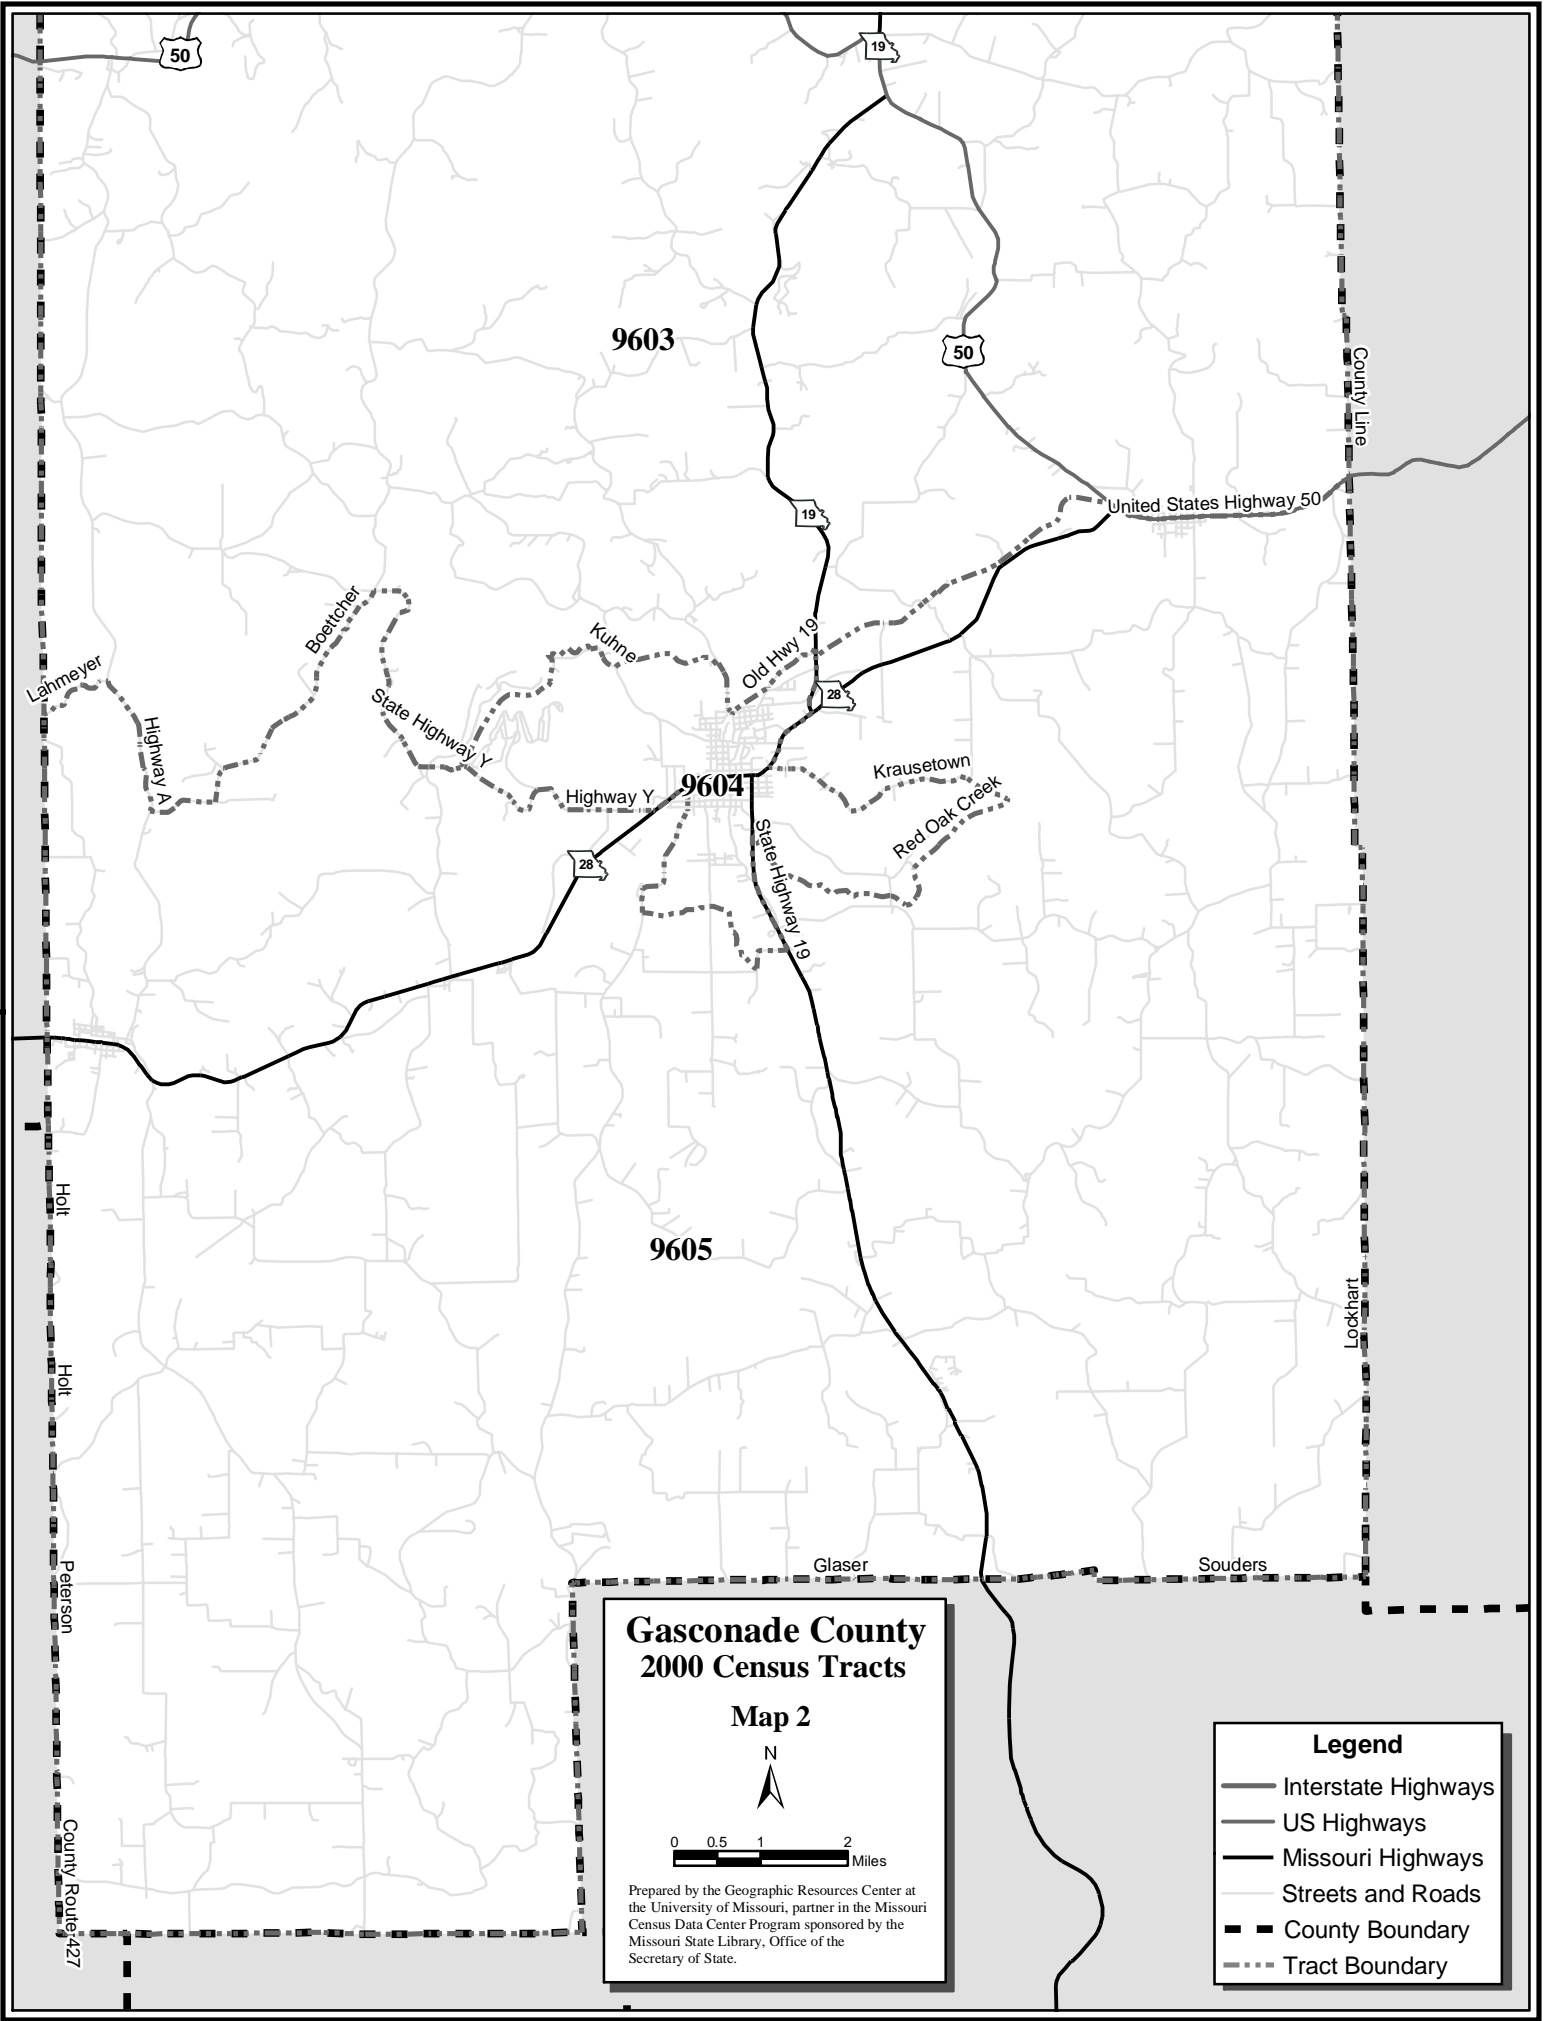 50
19
9603
50
County Line
19
United States Highway 50
Boettcher
Kuhne
Old Hwy 19
Lahmeyer
28
State Highway Y
Highway A
Krausetown
9604
Highway Y
Red Oak Creek
28
State Highway 19
Holt
9605
Lockhart
Holt
Glaser
Souders
Peterson
County Route 427
Gasconade County
2000 Census Tracts
Map 2
N
0 0.5 1 2
Miles
Prepared by the Geographic Resources Center at
the University of Missouri, partner in the Missouri
Census Data Center Program sponsored by the
Missouri State Library, Office of the
Secretary of State.
Legend
Interstate Highways
US Highways
Missouri Highways
Streets and Roads
County Boundary
Tract Boundary